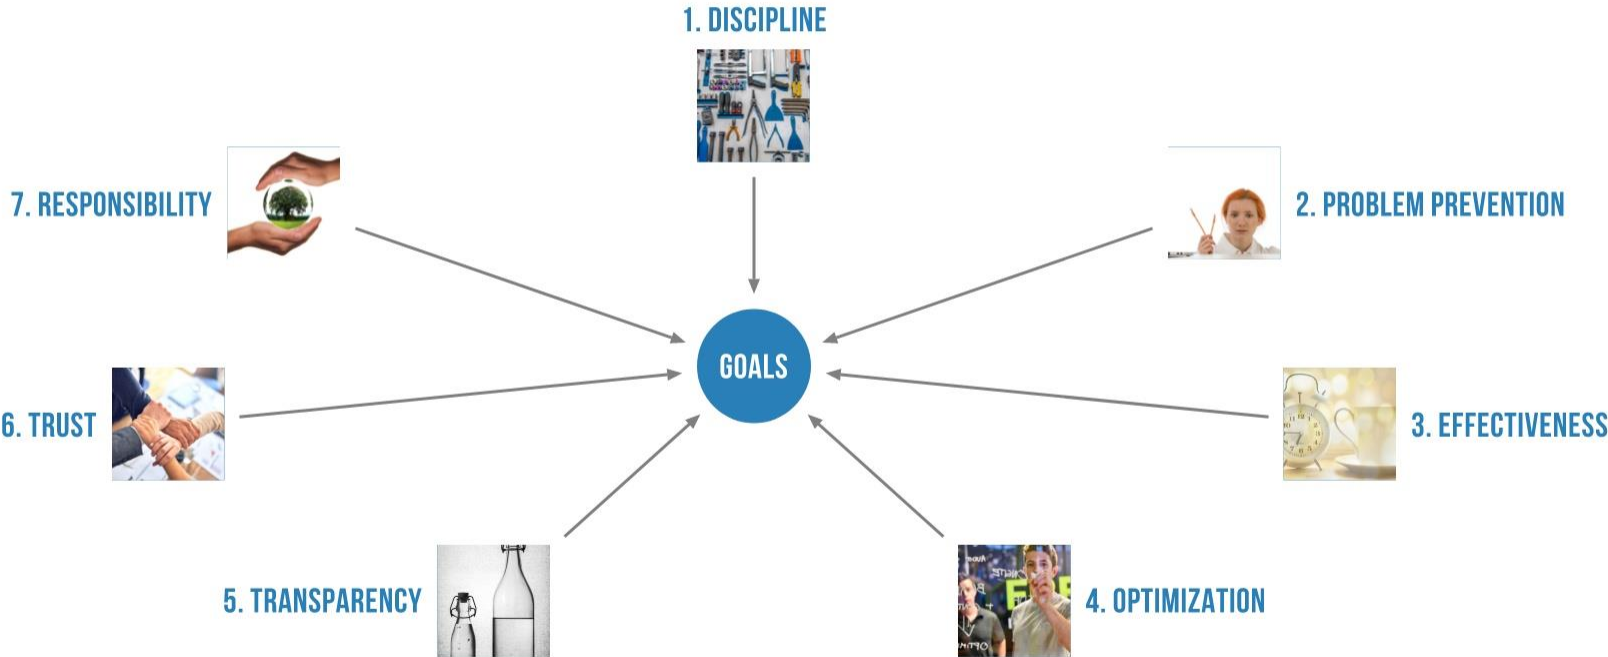 1. DISCIPLINE
7. RESPONSIBILITY
2. PROBLEM PREVENTION
GOALS
6. TRUST
3. EFFECTIVENESS
5. TRANSPARENCY
4. OPTIMIZATION